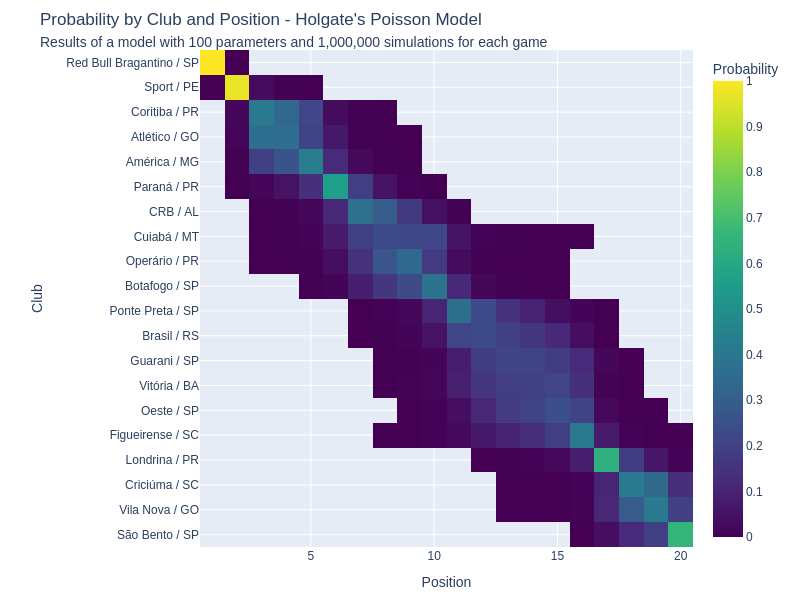 Probability by Club and Position - Holgate's Poisson Model
Results of a model with 100 parameters and 1,000,000 simulations for each game
Red Bull Bragantino / SP
Sport / PE
Coritiba / PR
Atlético / GO
América / MG
Paraná / PR
CRB / AL
Cuiabá / MT
Operário / PR
Botafogo / SP
Ponte Preta / SP
Brasil / RS
Guarani / SP
Vitória / BA
Oeste / SP
Figueirense / SC
Londrina / PR
Criciúma / SC
Vila Nova / GO
São Bento / SP
Club
5
10
15
20
Position
Probability
1
0.9
0.8
0.7
0.6
0.5
0.4
0.3
0.2
0.1
0